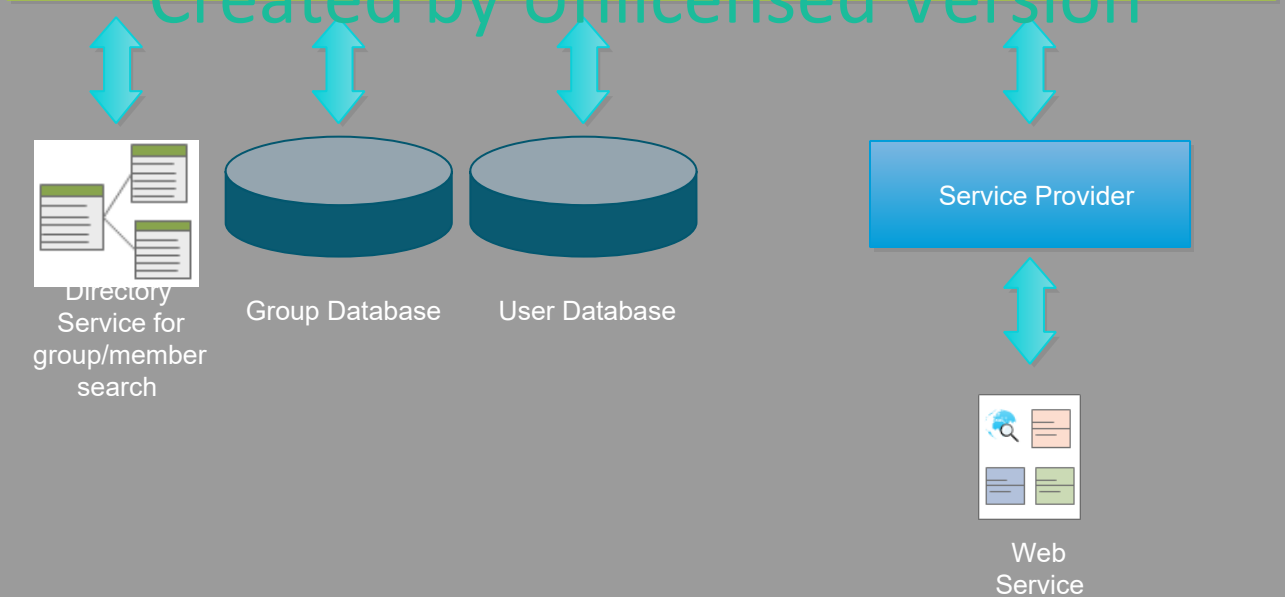 Created by Unlicensed Version
Service Provider
Directory
Service for
group/member
search
Group Database
User Database
Web
Service